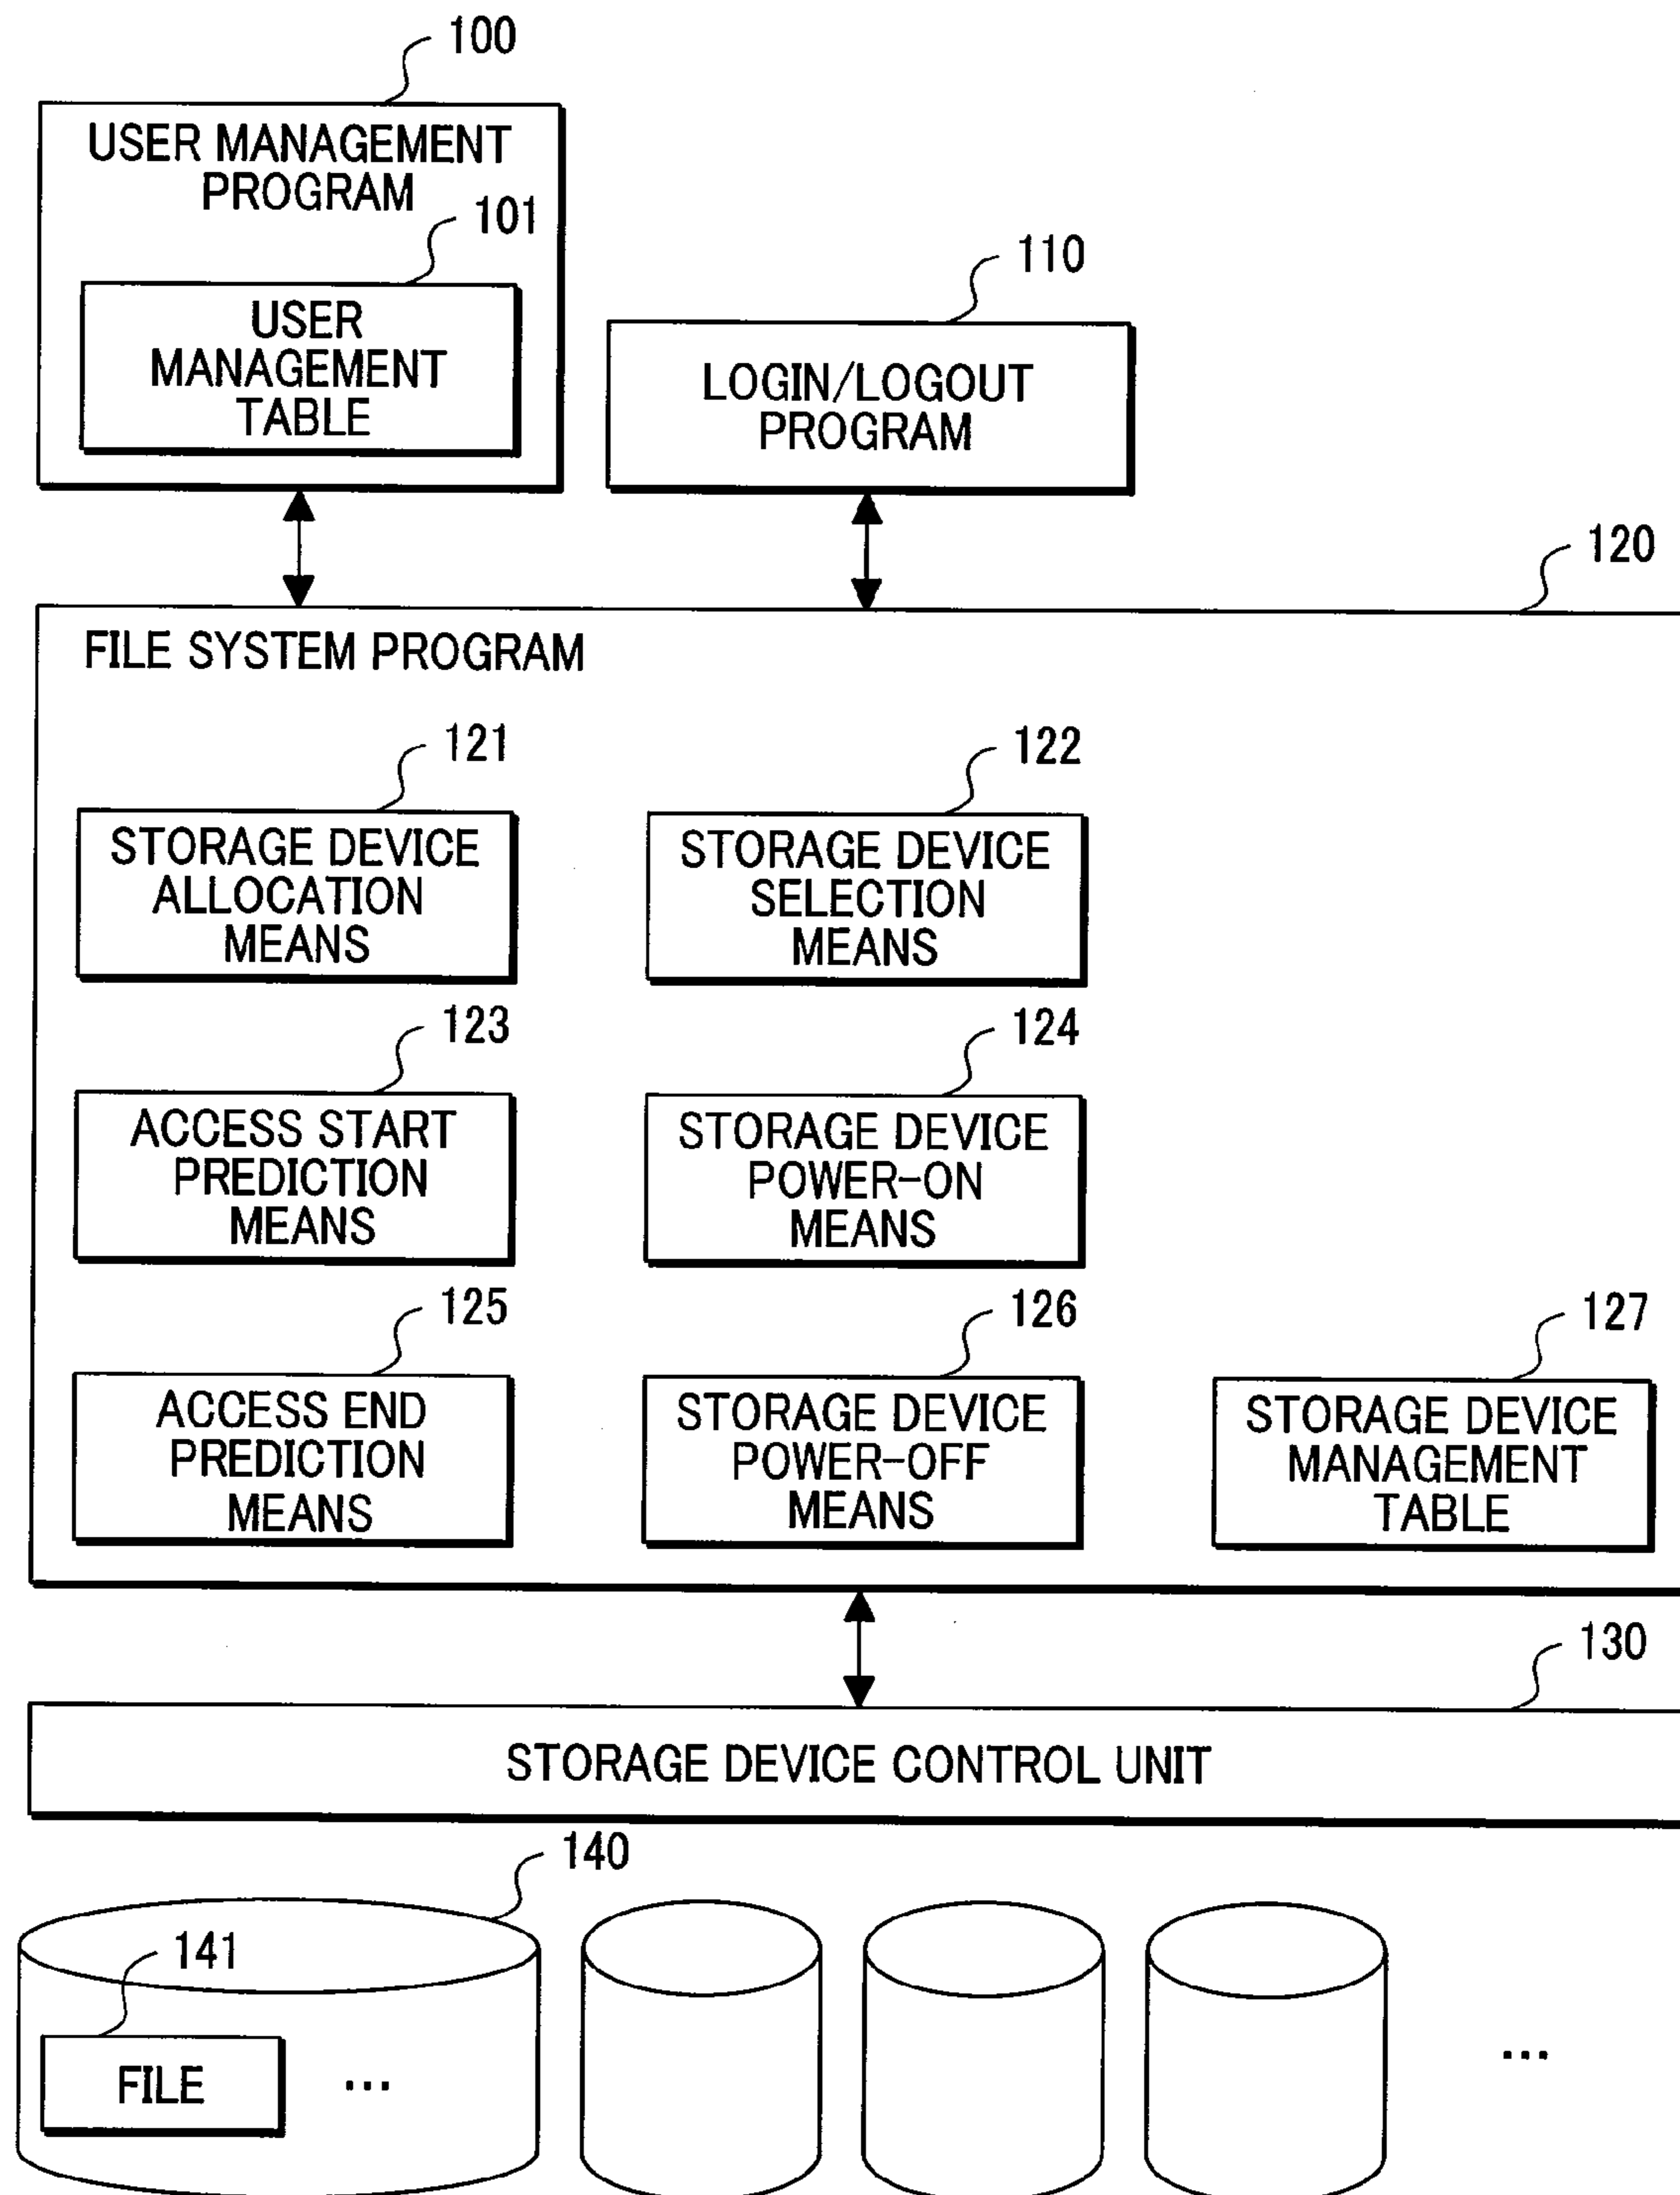 100
USER MANAGEMENT
PROGRAM
101
USER
MANAGEMENT
TABLE
110
LOGIN/LOGOUT
PROGRAM
120
FILE SYSTEM PROGRAM
121
STORAGE DEVICE
ALLOCATION
MEANS
122
STORAGE DEVICE
SELECTION
MEANS
123
ACCESS START
PREDICTION
MEANS
124
STORAGE DEVICE
POWER-ON
MEANS
125
ACCESS END
PREDICTION
MEANS
126
STORAGE DEVICE
POWER-OFF
MEANS
127
STORAGE DEVICE
MANAGEMENT
TABLE
130
STORAGE DEVICE CONTROL UNIT
140
141
FILE
...
...